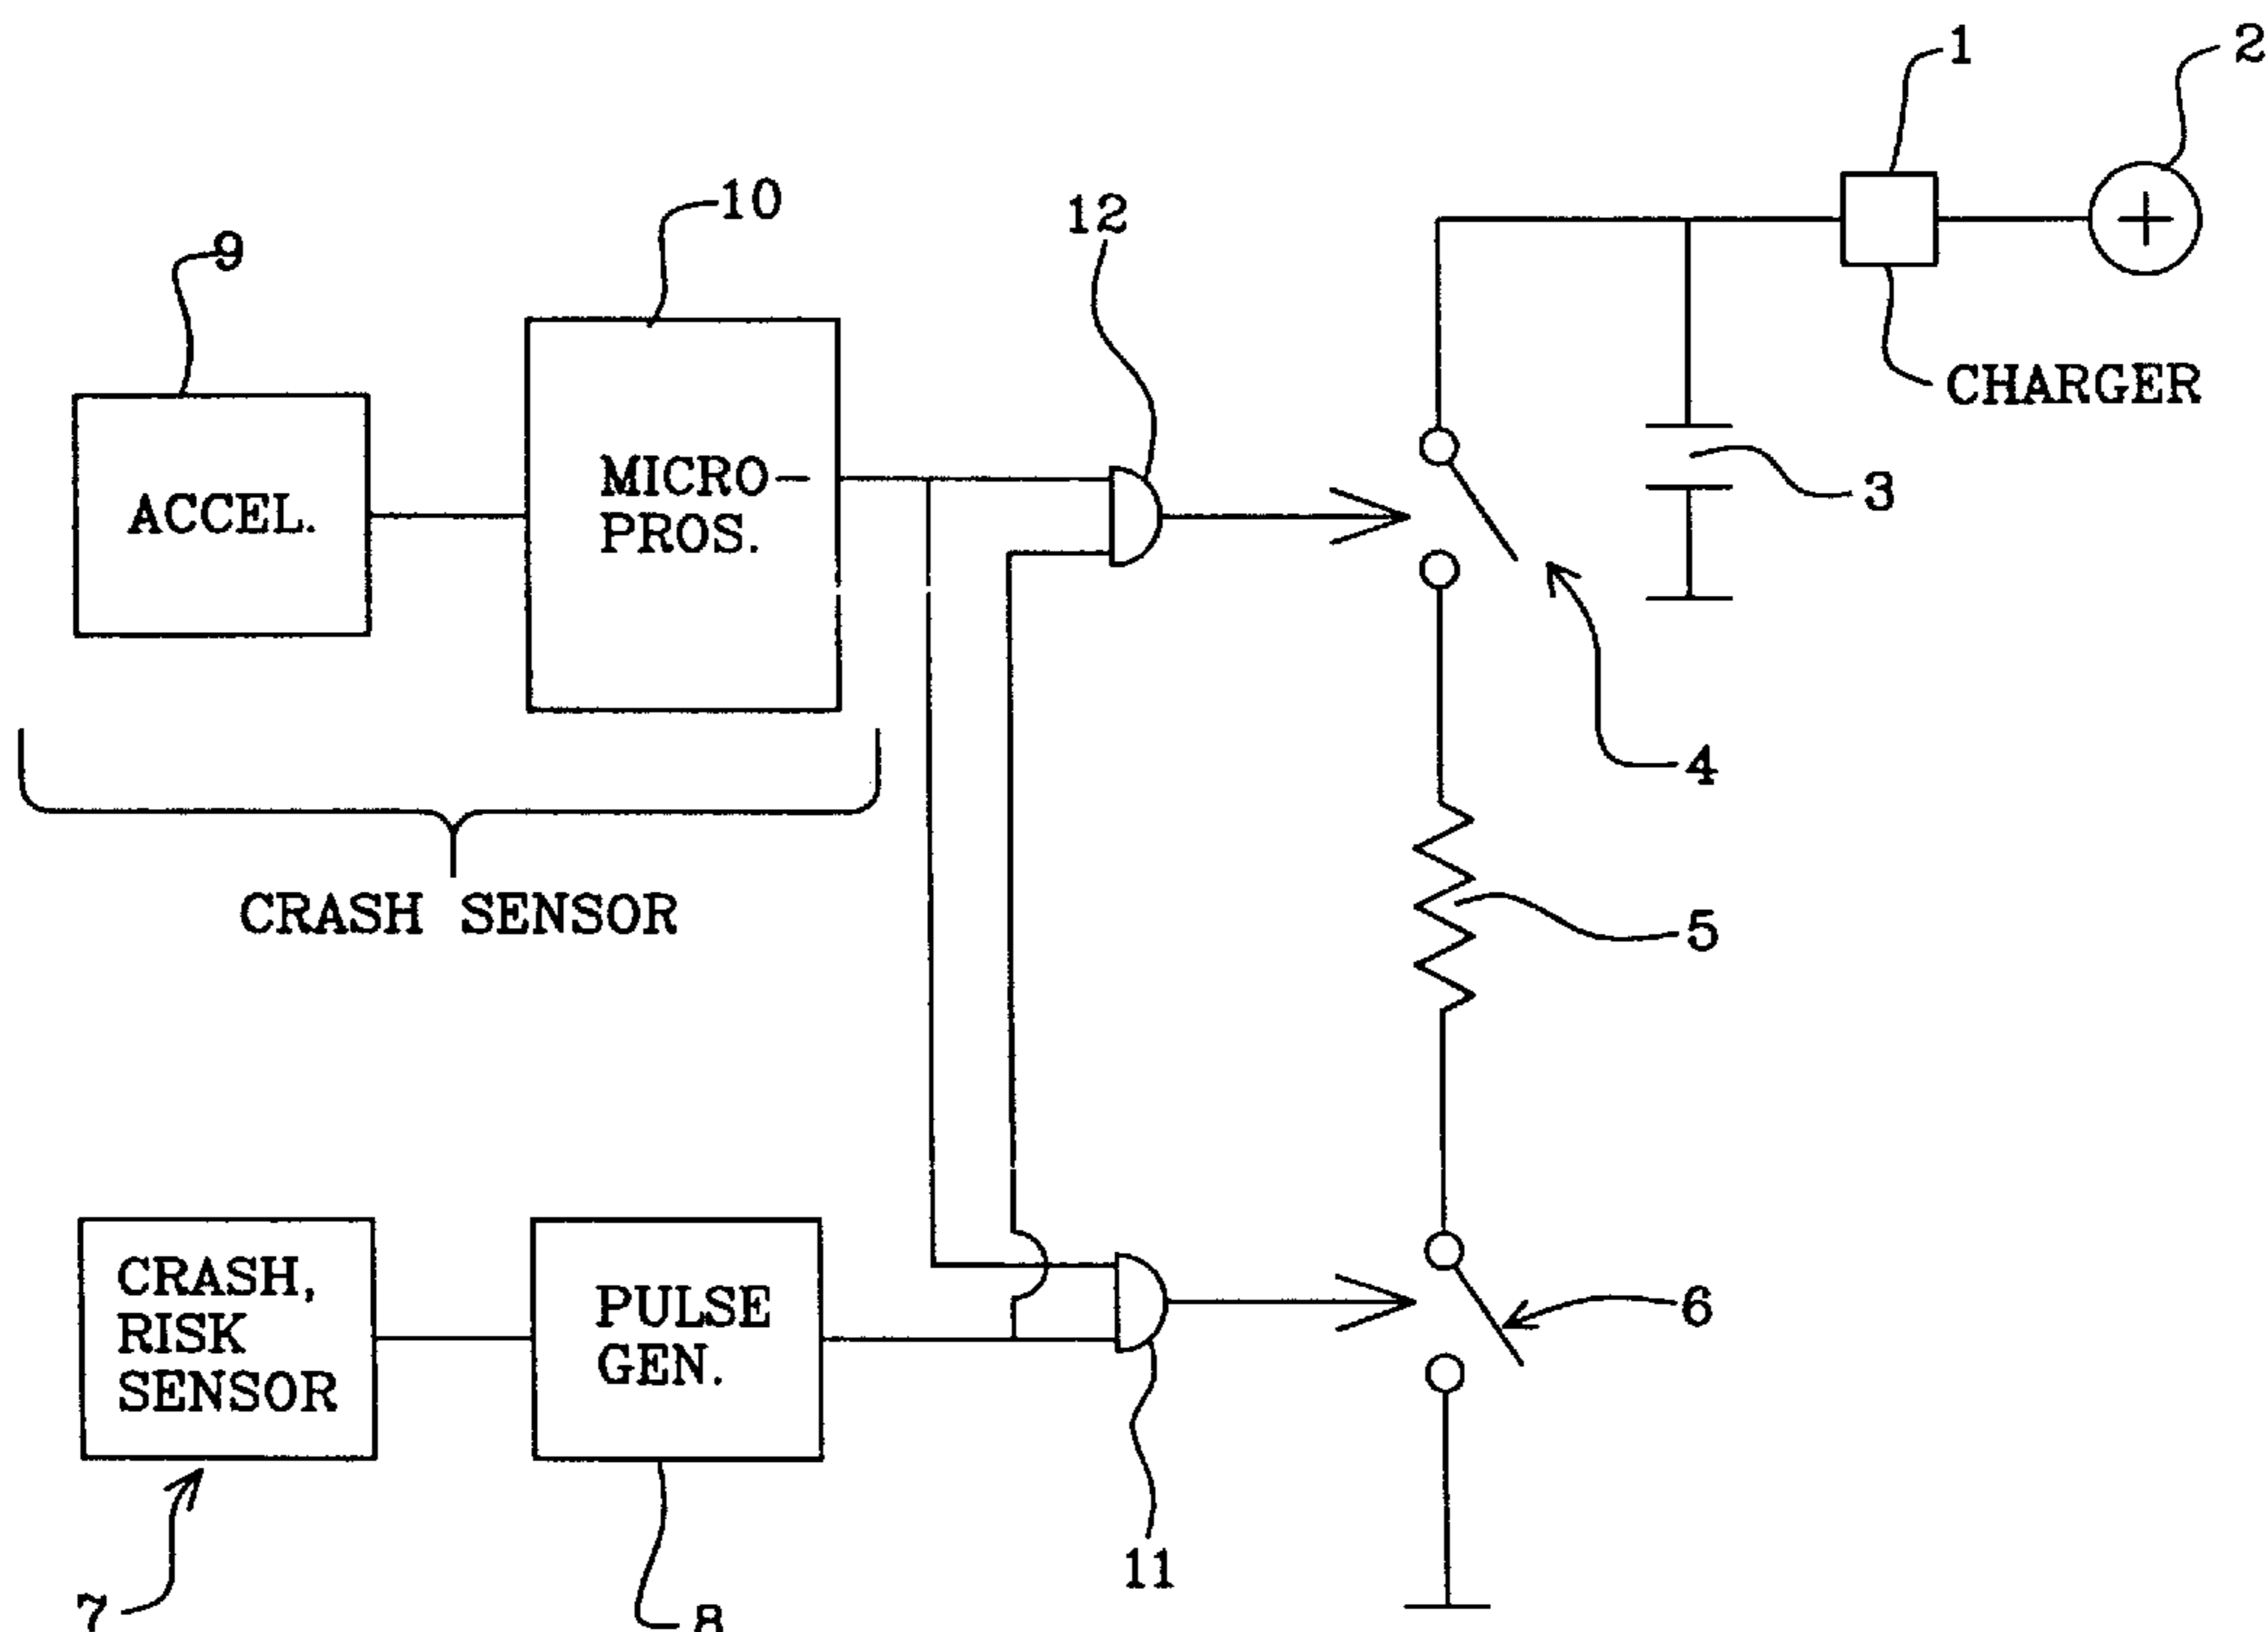 1
2
10
12
9
CHARGER
MICRO-
PROS.
ACCEL.
3
4
CRASH SENSOR
5
CRASH,
RISK
SENSOR
PULSE
GEN.
6
11
7
8